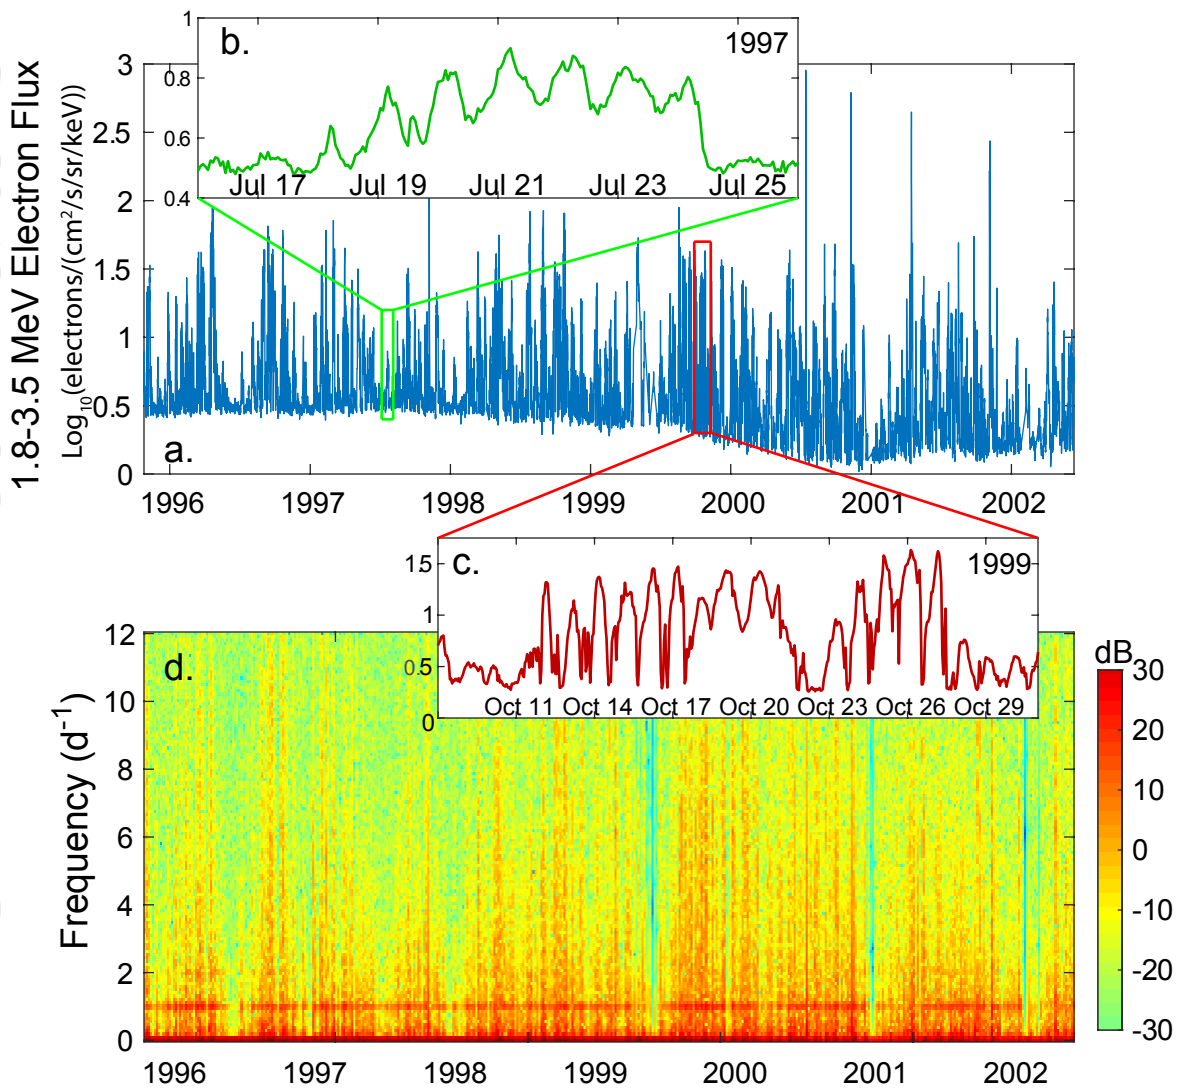 b.
1997
1
0.8
0.6
0.4
Jul 17
Jul 19
Jul 21
Jul 23
Jul 25
1.8-3.5 MeV Electron Flux
Log₁₀(electrons/(cm²/s/sr/keV))
3
2.5
2
1.5
1
0.5
0
a.
1996
1997
1998
1999
2000
2001
2002
c.
1999
1.5
1
0.5
0
Oct 11
Oct 14
Oct 17
Oct 20
Oct 23
Oct 26
Oct 29
d.
Frequency (d⁻¹)
12
10
8
6
4
2
0
1996
1997
1998
1999
2000
2001
2002
dB
30
20
10
0
-10
-20
-30